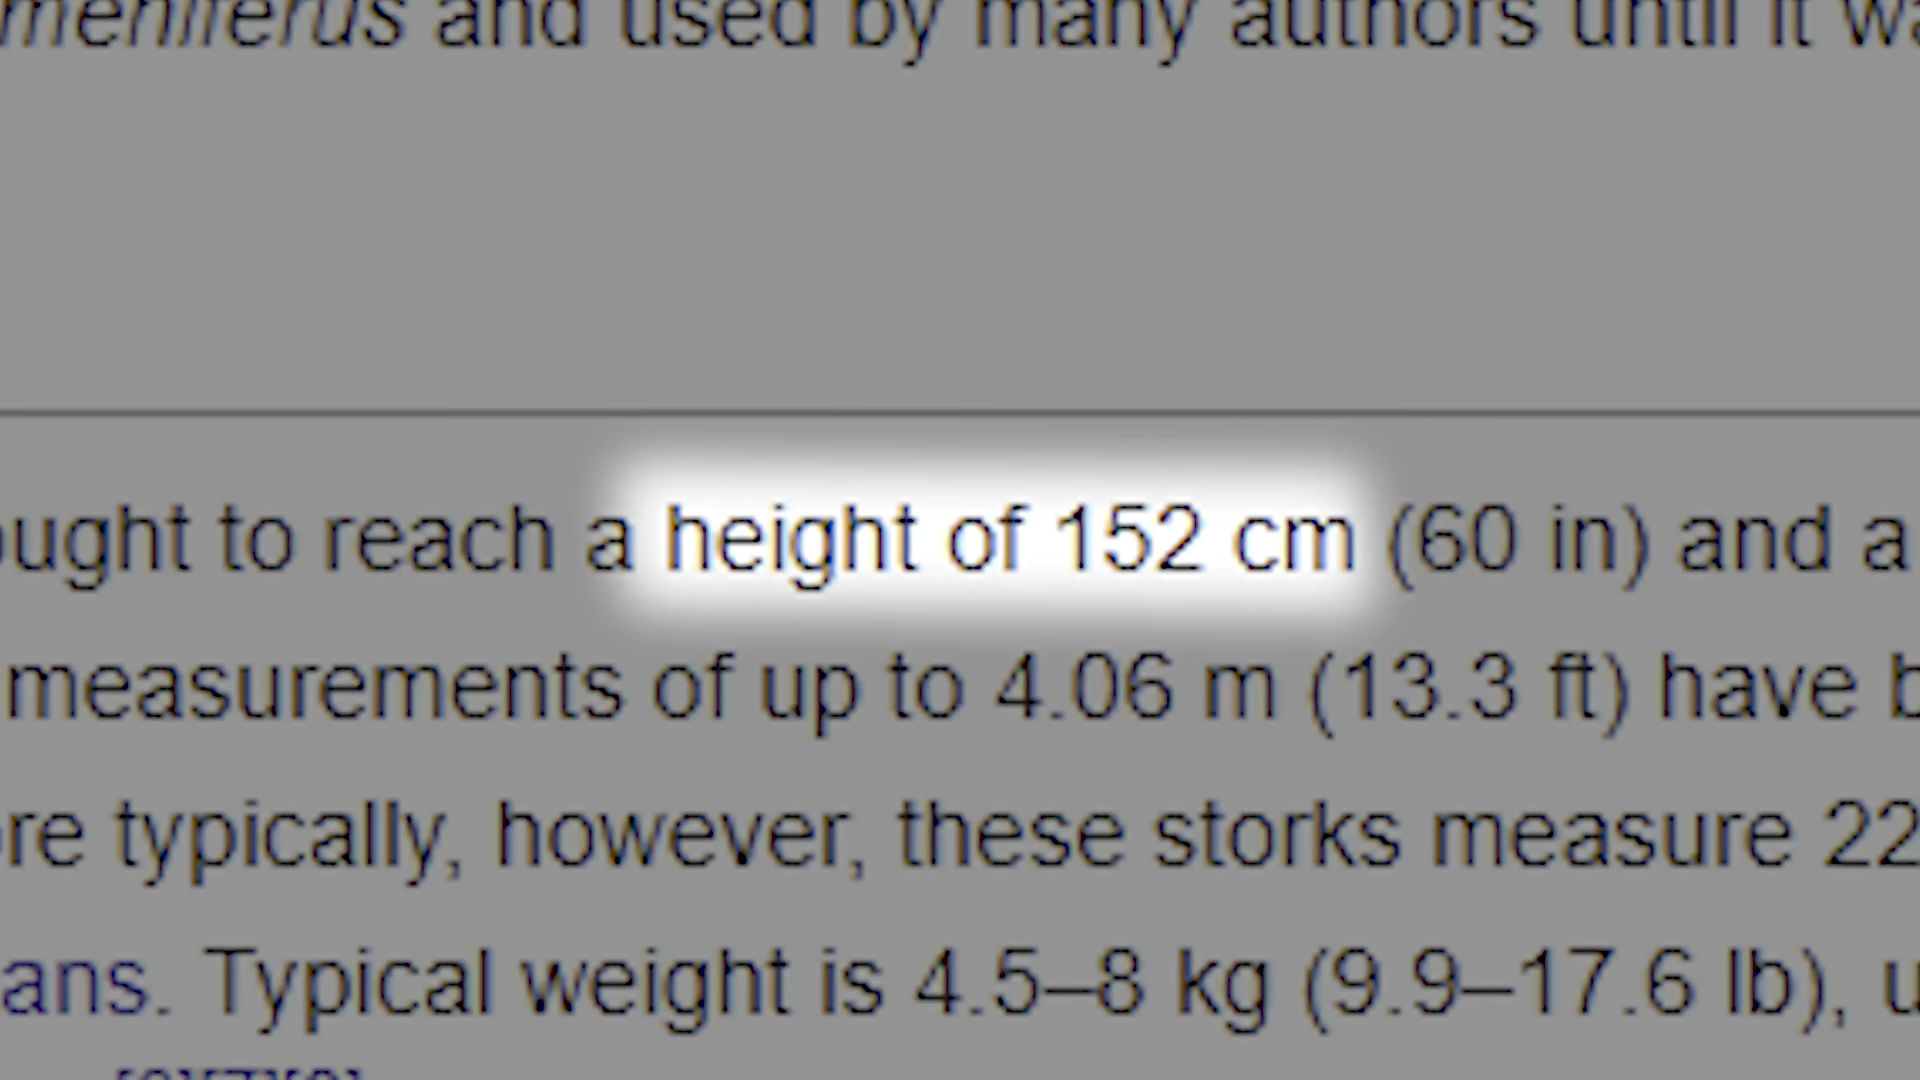 meniferus and used by many authors until it wa
ought to reach a height of 152 cm (60 in) and a
measurements of up to 4.06 m (13.3 ft) have b
re typically, however, these storks measure 22
ans. Typical weight is 4.5–8 kg (9.9–17.6 lb), u